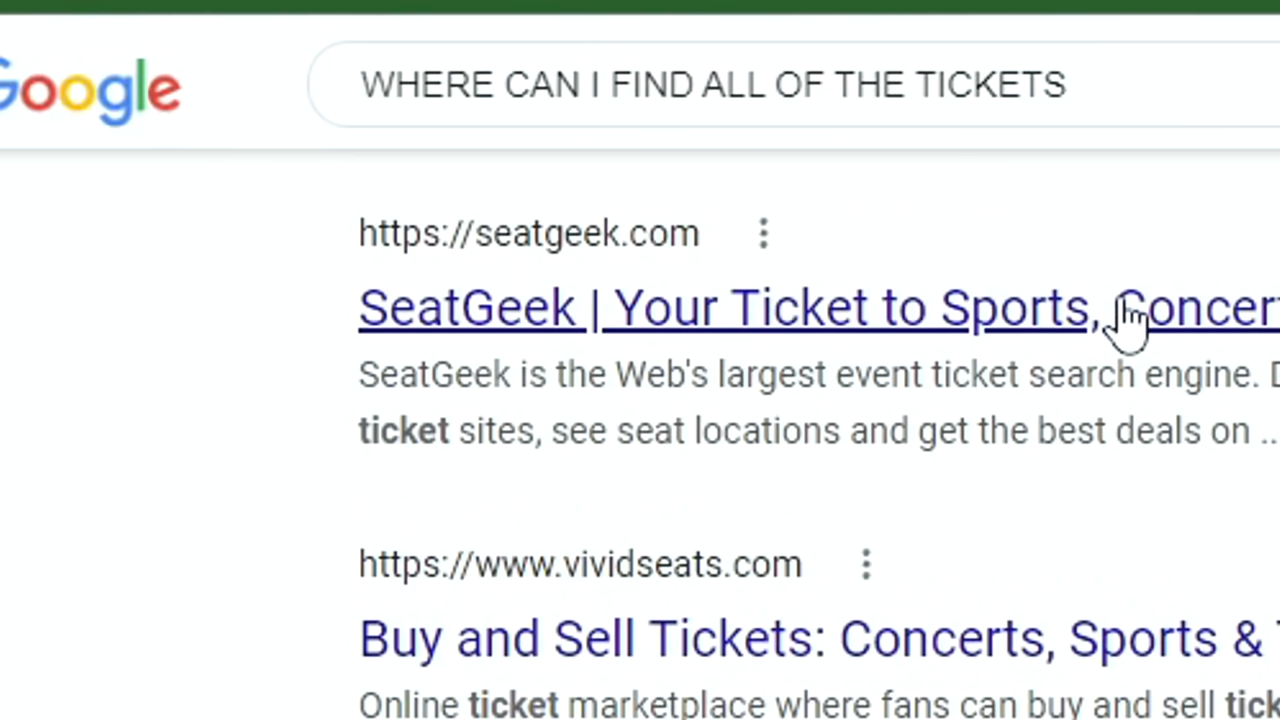 Google
WHERE CAN I FIND ALL OF THE TICKETS
https://seatgeek.com
SeatGeek | Your Ticket to Sports, Concert
SeatGeek is the Web's largest event ticket search engine.
ticket sites, see seat locations and get the best deals on ...
https://www.vividseats.com
Buy and Sell Tickets: Concerts, Sports &
Online ticket marketplace where fans can buy and sell tick